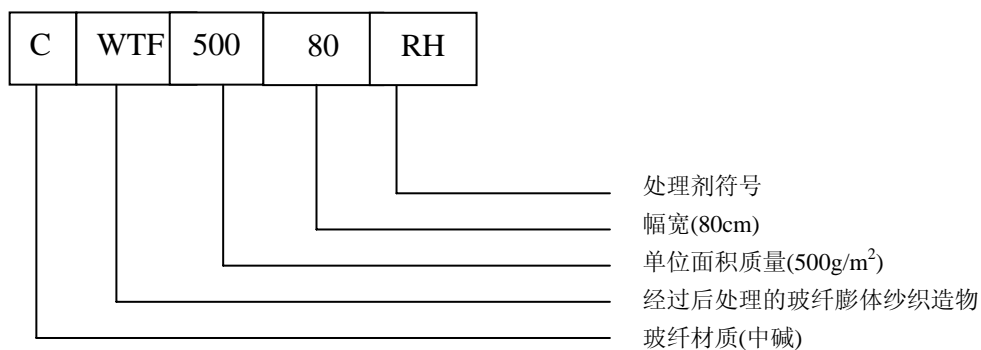 C WTF 500 80 RH
处理剂符号
幅宽(80cm)
单位面积质量(500g/m²)
经过后处理的玻纤膨体纱织造物
玻纤材质(中碱)